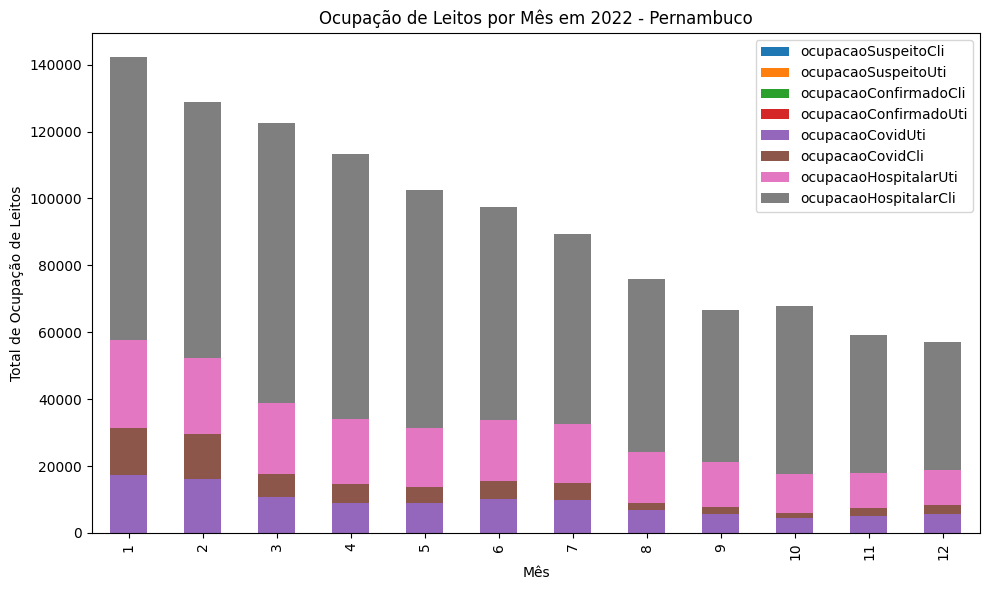 Ocupação de Leitos por Mês em 2022 - Pernambuco
ocupacaoSuspeitoCli
ocupacaoSuspeitoUti
ocupacaoConfirmadoCli
ocupacaoConfirmadoUti
ocupacaoCovidUti
ocupacaoCovidCli
ocupacaoHospitalarUti
ocupacaoHospitalarCli
Total de Ocupação de Leitos
140000
120000
100000
80000
60000
40000
20000
0
1
2
3
4
5
6
7
8
9
10
11
12
Mês